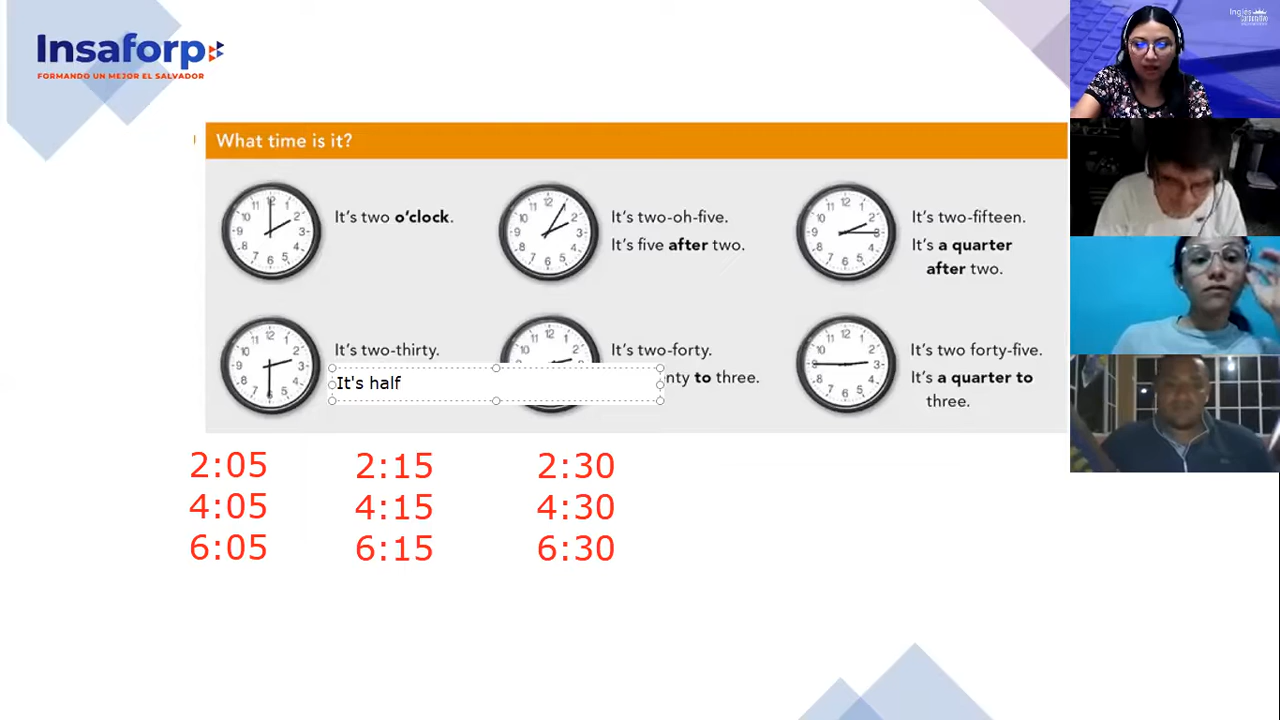 Insaforp
FORMANDO UN MEJOR EL SALVADOR
Inglés
What time is it?
It's two o'clock.
It's two-oh-five.
It's five after two.
It's two-fifteen.
It's a quarter
after two.
It's two-thirty.
It's half
It's two-forty.
nty to three.
It's two forty-five.
It's a quarter to
three.
2:05 2:15 2:30
4:05 4:15 4:30
6:05 6:15 6:30